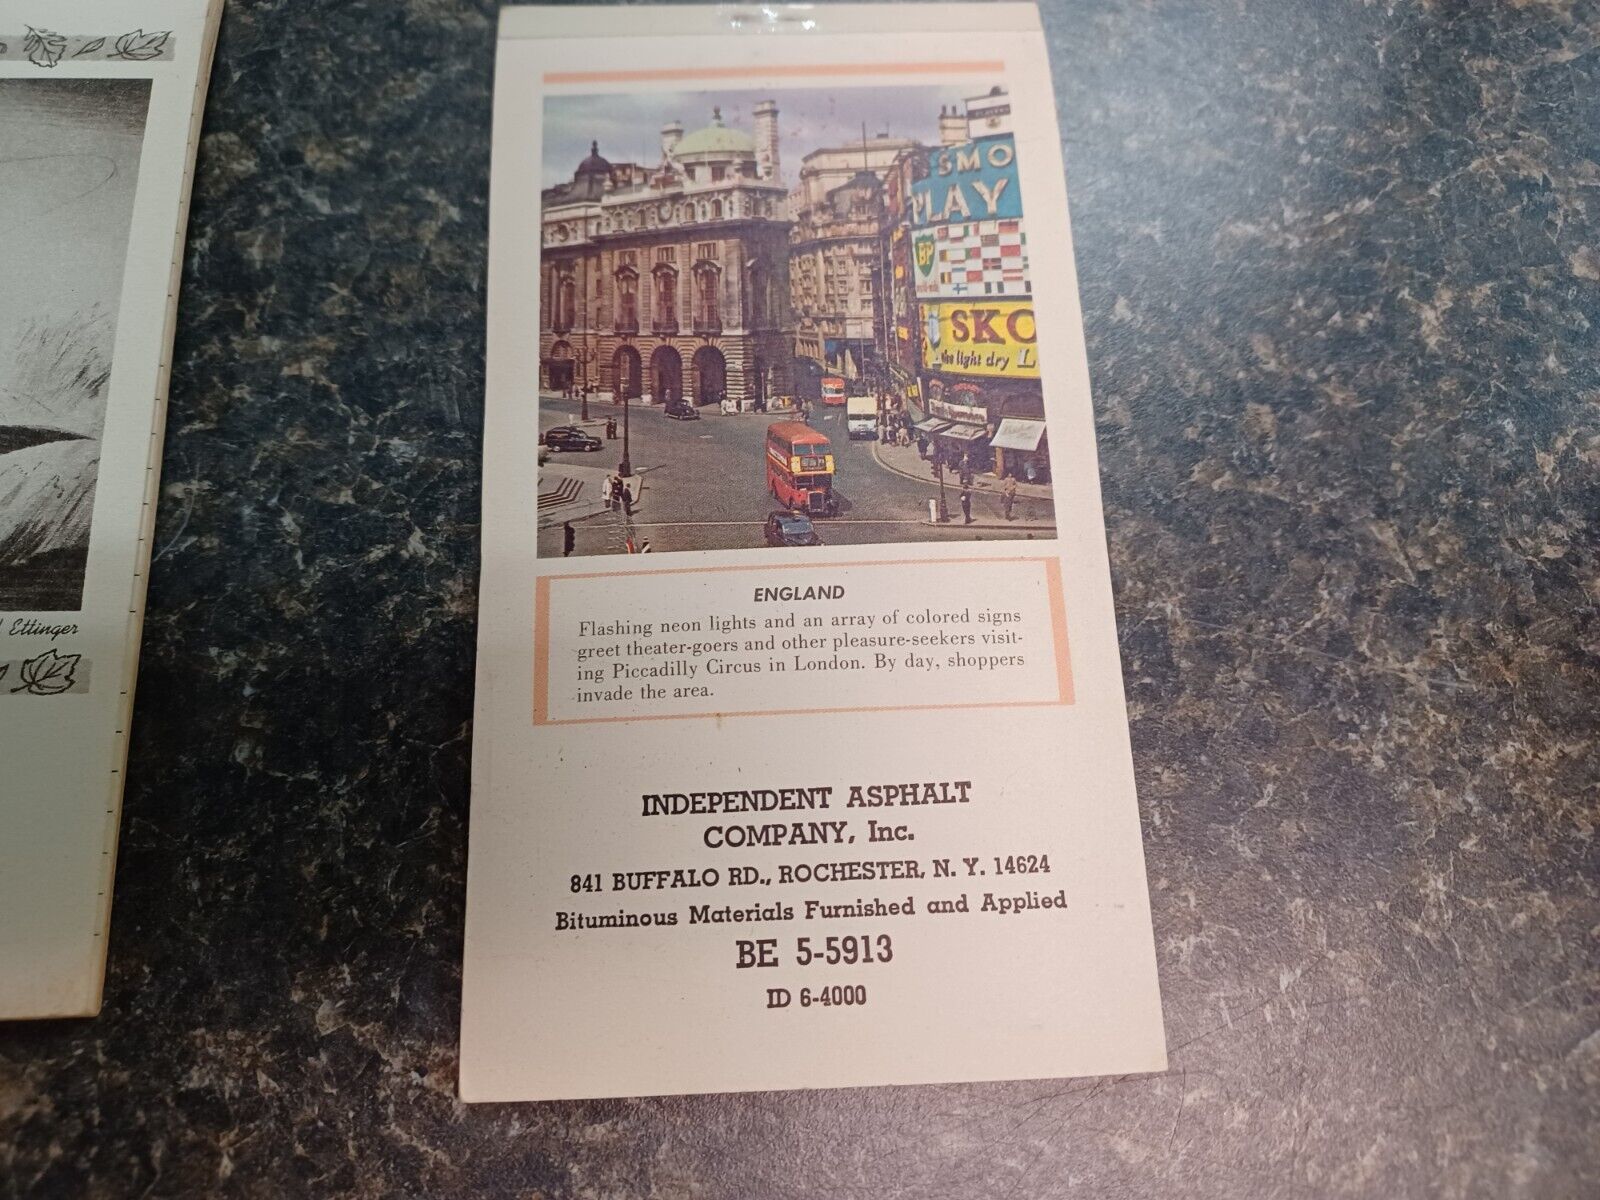 Ettinger
SMO
PLAY
BP
SKO
the light dry L
ENGLAND
Flashing neon lights and an array of colored signs
greet theater-goers and other pleasure-seekers visit-
ing Piccadilly Circus in London. By day, shoppers
invade the area.
INDEPENDENT ASPHALT
COMPANY, Inc.
841 BUFFALO RD., ROCHESTER, N. Y. 14624
Bituminous Materials Furnished and Applied
BE 5-5913
ID 6-4000